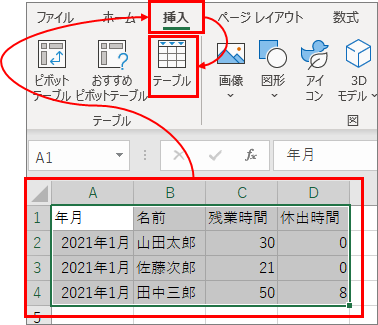 ファイル 挿入 ページ レイアウト 数式
ピボット
テーブル
おすすめ
ピボットテーブル
テーブル
画像
図形
アイ
コン
3D
モデル
テーブル 図
A1 fx 年月
A B C D
1 年月 名前 残業時間 休出時間
2 2021年1月 山田太郎 30 0
3 2021年1月 佐藤次郎 21 0
4 2021年1月 田中三郎 50 8
5